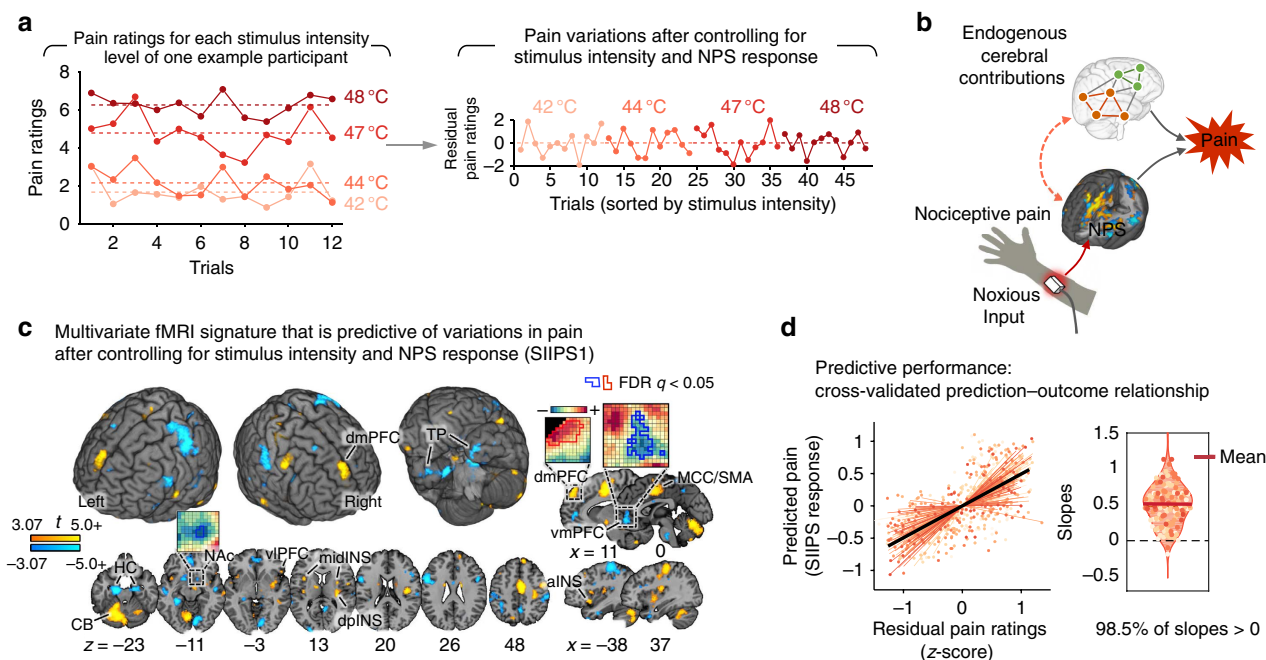 a
Pain ratings for each stimulus intensity
level of one example participant
8
6
4
2
0
Pain ratings
48 °C
47 °C
44 °C
42 °C
2 4 6 8 10 12
Trials
Pain variations after controlling for
stimulus intensity and NPS response
42 °C 44 °C 47 °C 48 °C
Residual
pain ratings
2
0
−2
0 5 10 15 20 25 30 35 40 45
Trials (sorted by stimulus intensity)
b
Endogenous
cerebral
contributions
Pain
Nociceptive pain
NPS
Noxious
Input
c
Multivariate fMRI signature that is predictive of variations in pain
after controlling for stimulus intensity and NPS response (SIIPS1)
FDR q < 0.05
− +
dmPFC
TP
dmPFC
MCC/SMA
Left
Right
vmPFC
x = 11 0
3.07 t 5.0+
−3.07 −5.0+
HC
NAc
vlPFC
midINS
aINS
CB
dpINS
z = −23 −11 −3 13 20 26 48 x = −38 37
d
Predictive performance:
cross-validated prediction–outcome relationship
Predicted pain
(SIIPS response)
1
0.5
0
−0.5
−1
−1 0 1
Residual pain ratings
(z-score)
Slopes
1.5
1
0.5
0
−0.5
Mean
98.5% of slopes > 0